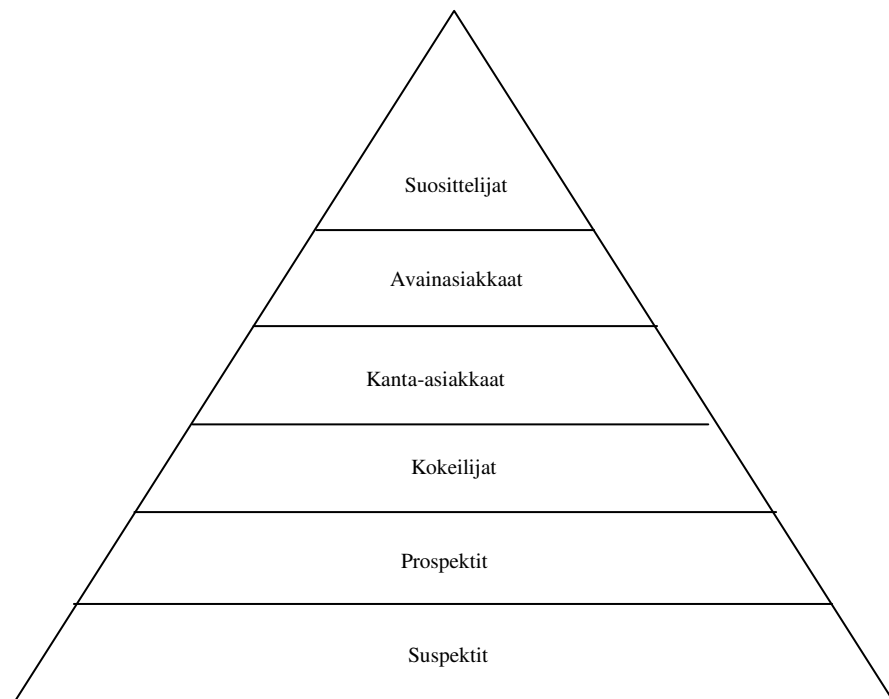 Suosittelijat
Avainasiakkaat
Kanta-asiakkaat
Kokeilijat
Prospektit
Suspektit